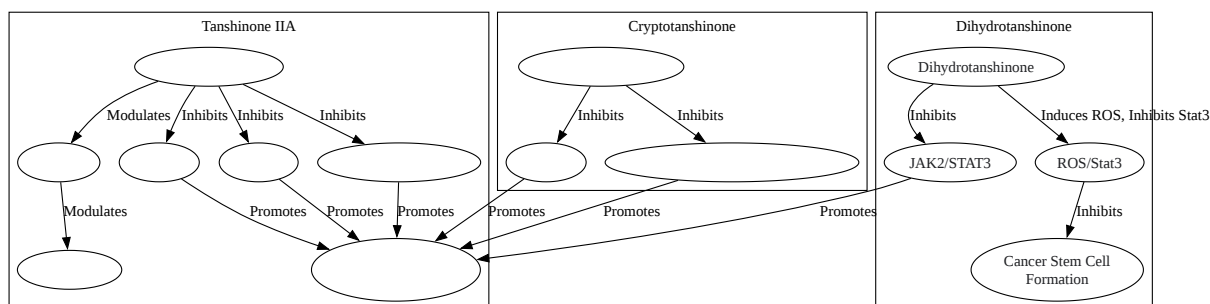 Tanshinone IIA
Cryptotanshinone
Dihydrotanshinone
Dihydrotanshinone
Modulates
Inhibits
Inhibits
Inhibits
Inhibits
Inhibits
Inhibits
Induces ROS, Inhibits Stat3
JAK2/STAT3
ROS/Stat3
Modulates
Promotes
Promotes
Promotes
Promotes
Promotes
Promotes
Inhibits
Cancer Stem Cell
Formation